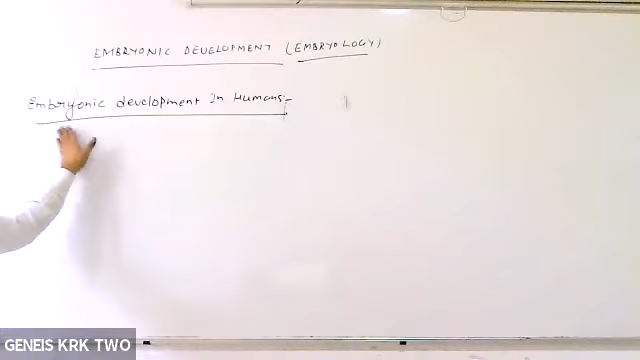 EMBRYONIC DEVELOPMENT (EMBRYOLOGY)
Embryonic development in Humans:-
GENEIS KRK TWO